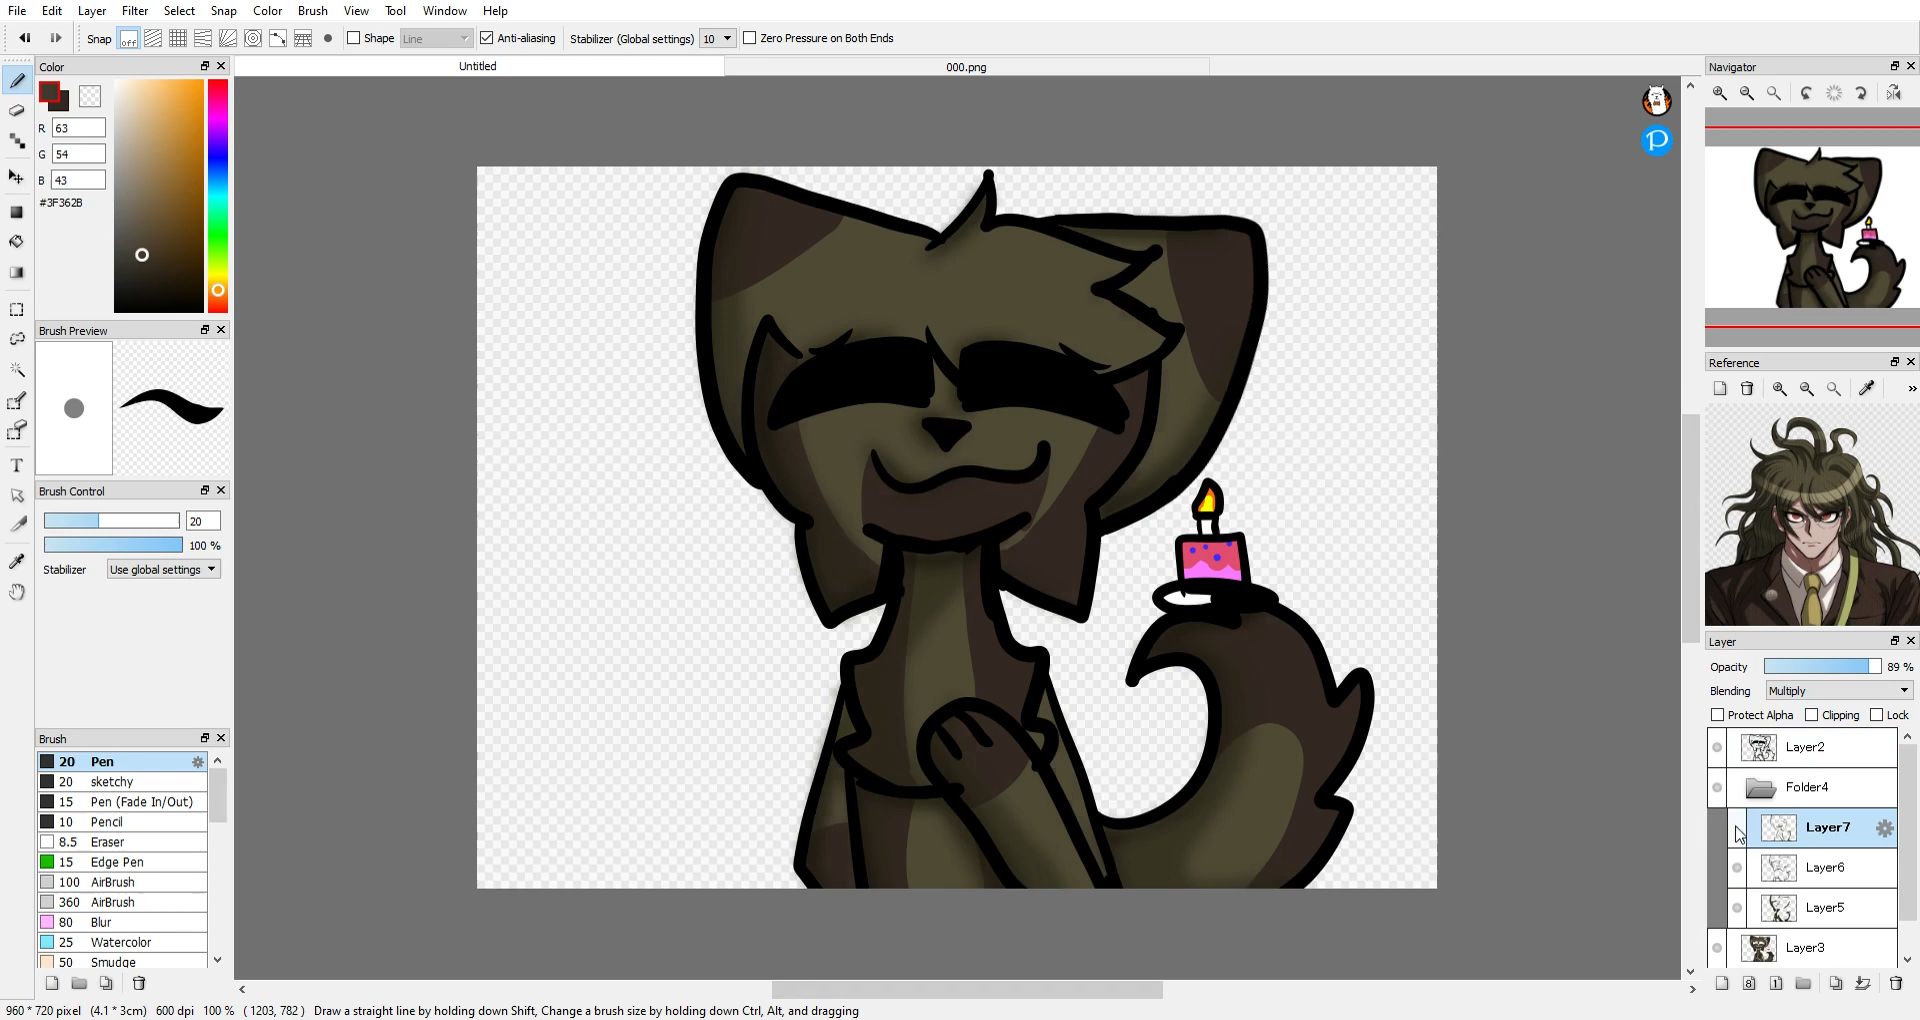 File Edit Layer Filter Select Snap Color Brush View Tool Window Help
Snap off Shape Line Anti-aliasing Stabilizer (Global settings) 10 Zero Pressure on Both Ends
Color
Untitled
000.png
Navigator
R 63
G 54
B 43
#3F362B
Brush Preview
Brush Control
20
100 %
Stabilizer Use global settings
Brush
20 Pen
20 sketchy
15 Pen (Fade In/Out)
10 Pencil
8.5 Eraser
15 Edge Pen
100 AirBrush
360 AirBrush
80 Blur
25 Watercolor
50 Smudge
P
Reference
»
Layer
Opacity 89 %
Blending Multiply
Protect Alpha Clipping Lock
Layer2
Folder4
Layer7
Layer6
Layer5
Layer3
8 1
T
960 * 720 pixel (4.1 * 3cm) 600 dpi 100 % ( 1203, 782 ) Draw a straight line by holding down Shift, Change a brush size by holding down Ctrl, Alt, and dragging